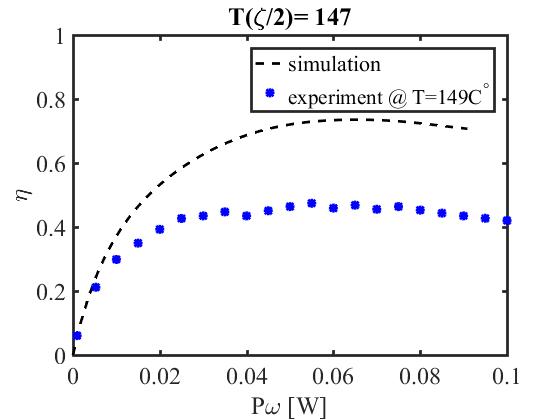 T(ζ/2)= 147
simulation
experiment @ T=149C°
1
0.8
0.6
0.4
0.2
0
η
0 0.02 0.04 0.06 0.08 0.1
Pω [W]